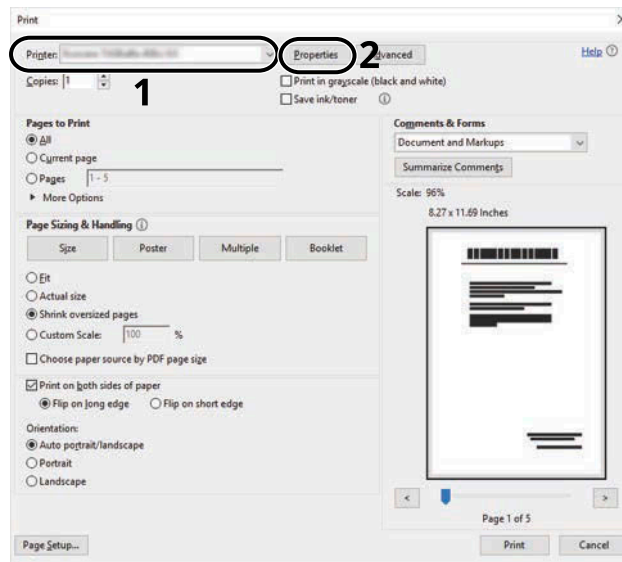 Print
Printer:
Properties
2
Advanced
Help
Copies: 1
1
Print in grayscale (black and white)
Save ink/toner
Pages to Print
All
Current page
Pages 1 - 5
More Options
Comments & Forms
Document and Markups
Summarize Comments
Scale: 96%
8.27 x 11.69 Inches
Page Sizing & Handling
Size Poster Multiple Booklet
Fit
Actual size
Shrink oversized pages
Custom Scale: 100 %
Choose paper source by PDF page size
Print on both sides of paper
Flip on long edge Flip on short edge
Orientation:
Auto portrait/landscape
Portrait
Landscape
< >
Page 1 of 5
Page Setup... Print Cancel